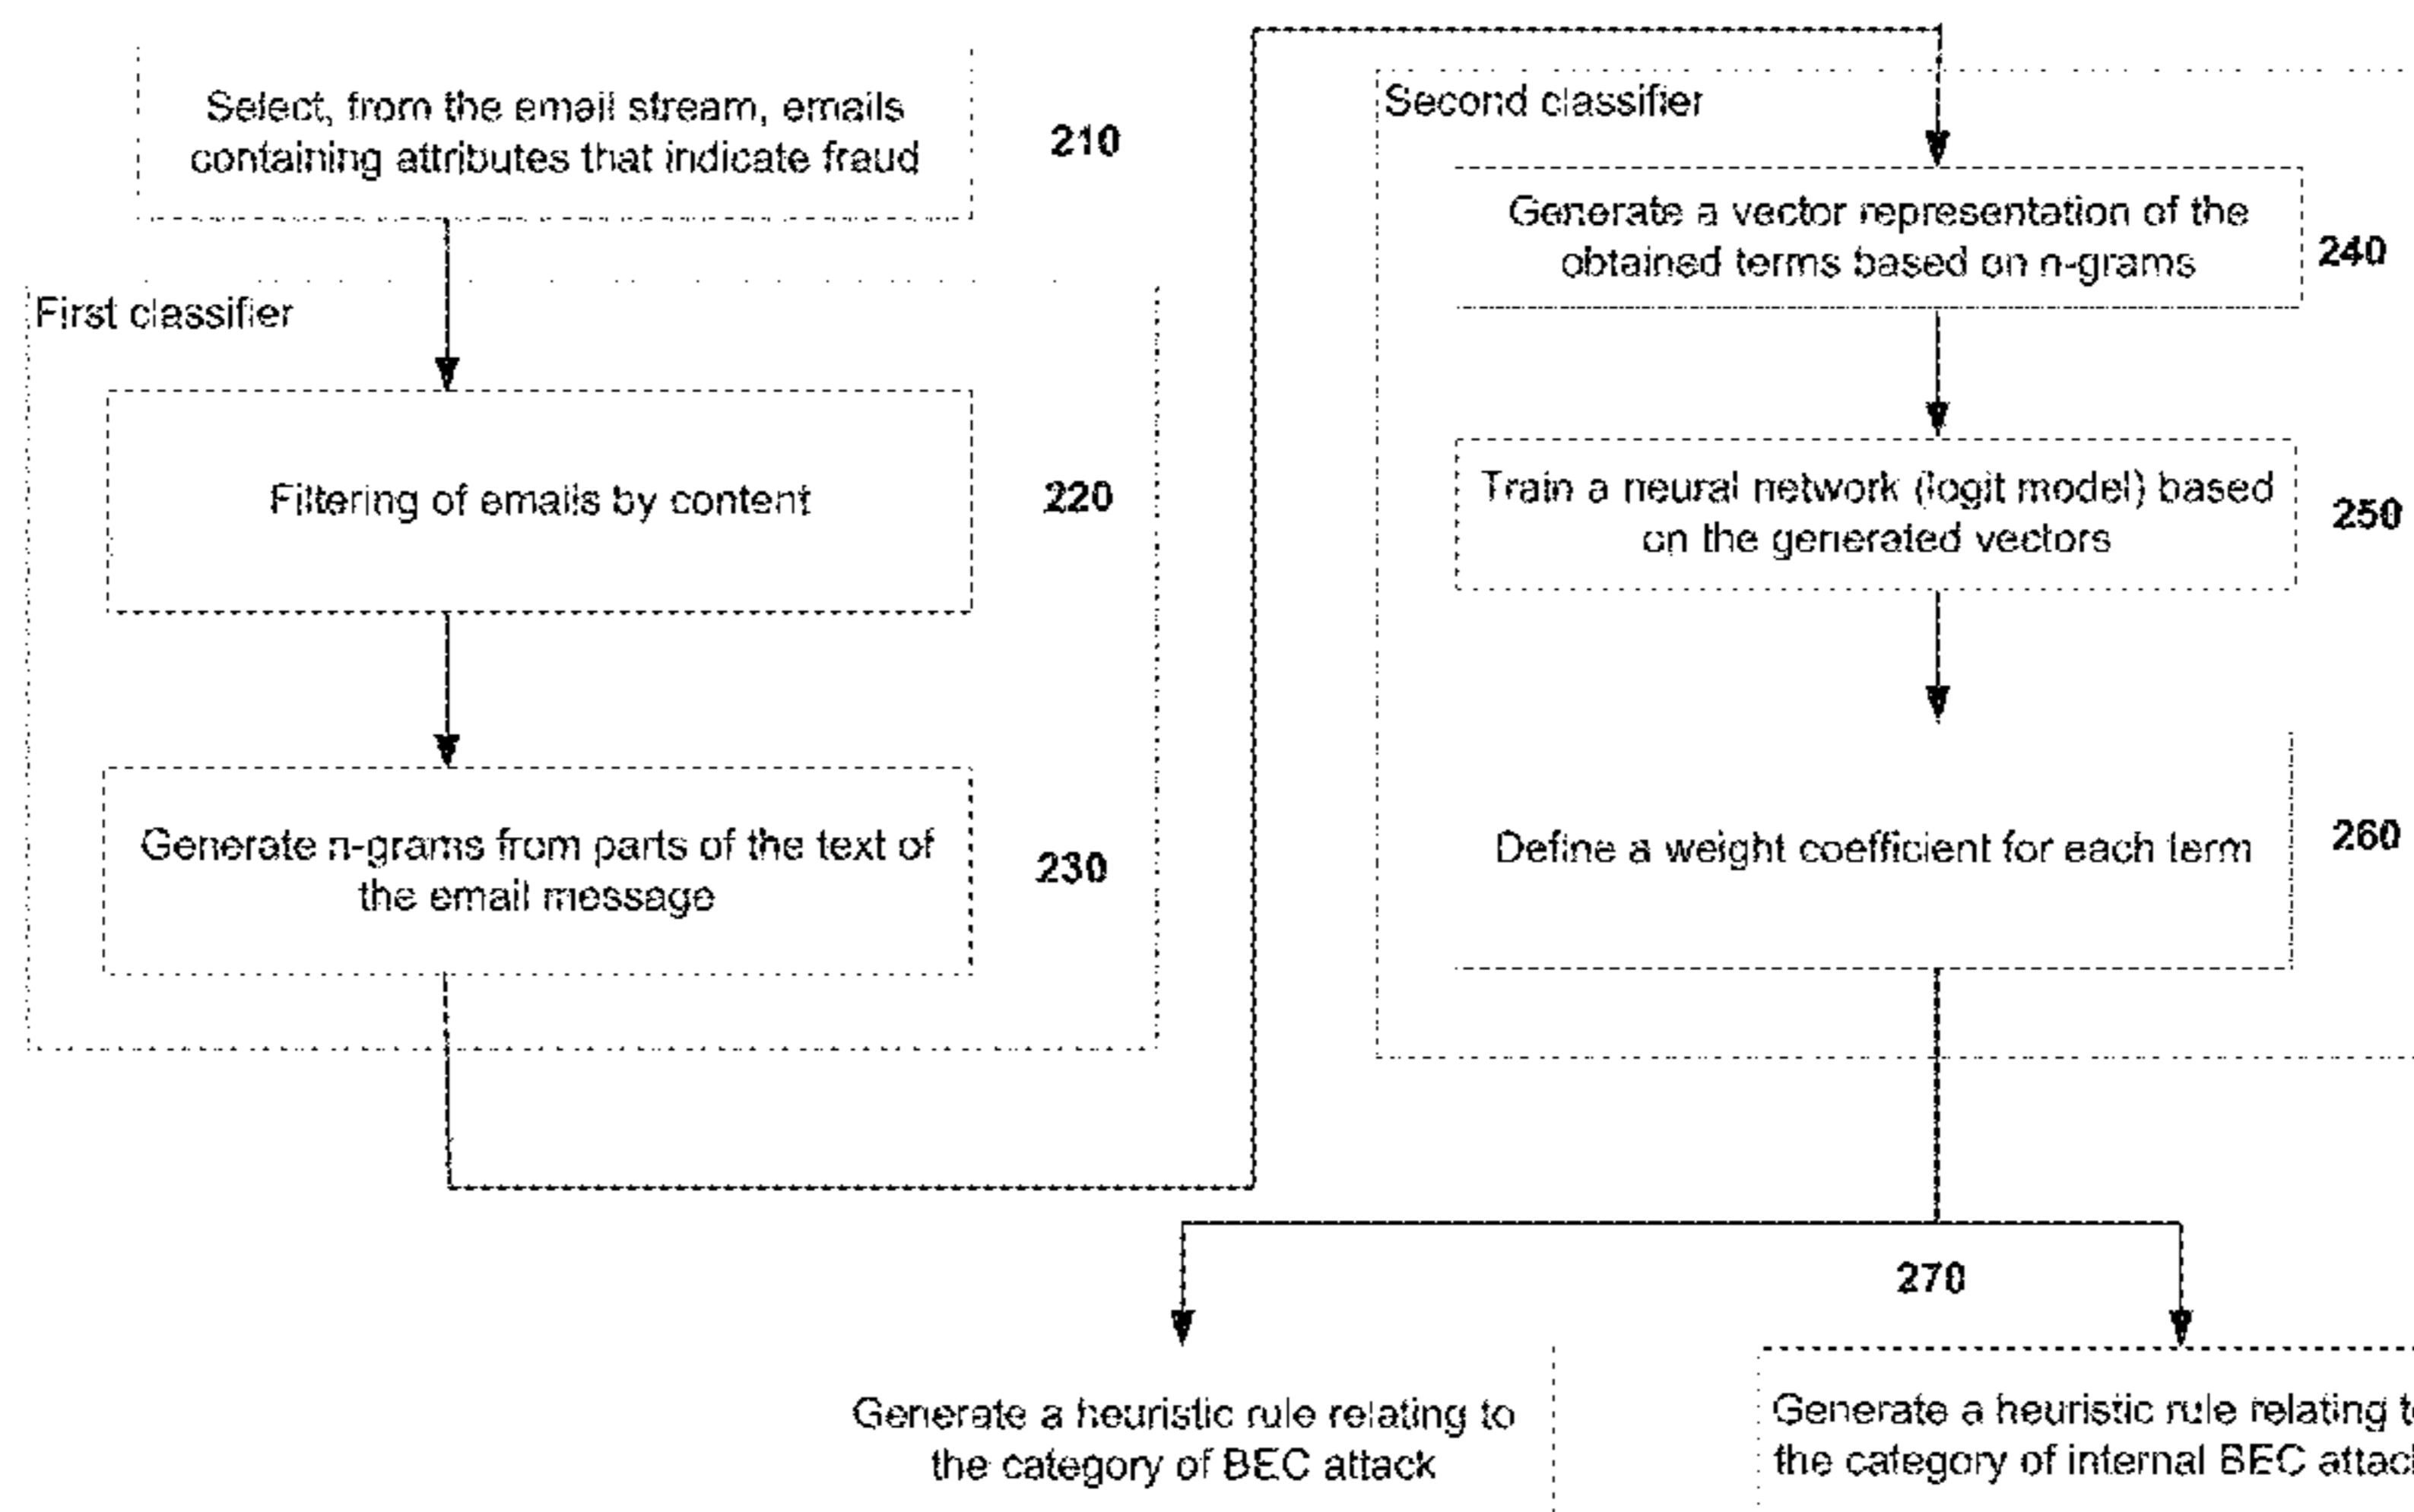 Select, from the email stream, emails
containing attributes that indicate fraud
210
First classifier
Filtering of emails by content
220
Generate n-grams from parts of the text of
the email message
230
Second classifier
Generate a vector representation of the
obtained terms based on n-grams
240
Train a neural network (logit model) based
on the generated vectors
250
Define a weight coefficient for each term
260
270
Generate a heuristic rule relating to
the category of BEC attack
Generate a heuristic rule relating
the category of internal BEC